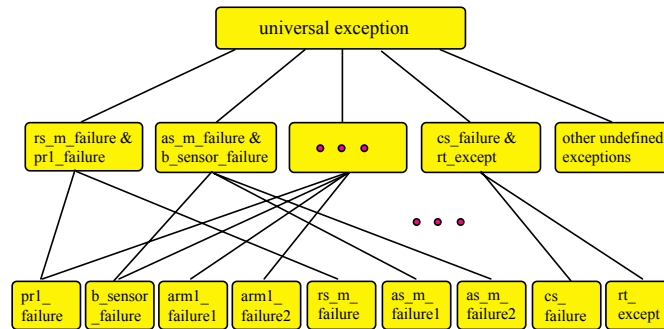 universal exception
rs_m_failure &
pr1_failure
as_m_failure &
b_sensor_failure
cs_failure &
rt_except
other undefined
exceptions
pr1_
failure
b_sensor
_failure
arm1_
failure1
arm1_
failure2
rs_m_
failure
as_m_
failure1
as_m_
failure2
cs_
failure
rt_
except